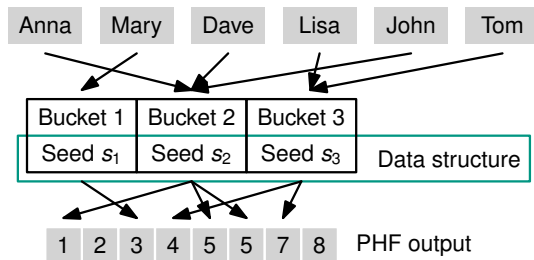 Anna Mary Dave Lisa John Tom
Bucket 1 Bucket 2 Bucket 3
Seed s₁ Seed s₂ Seed s₃ Data structure
1 2 3 4 5 5 7 8 PHF output